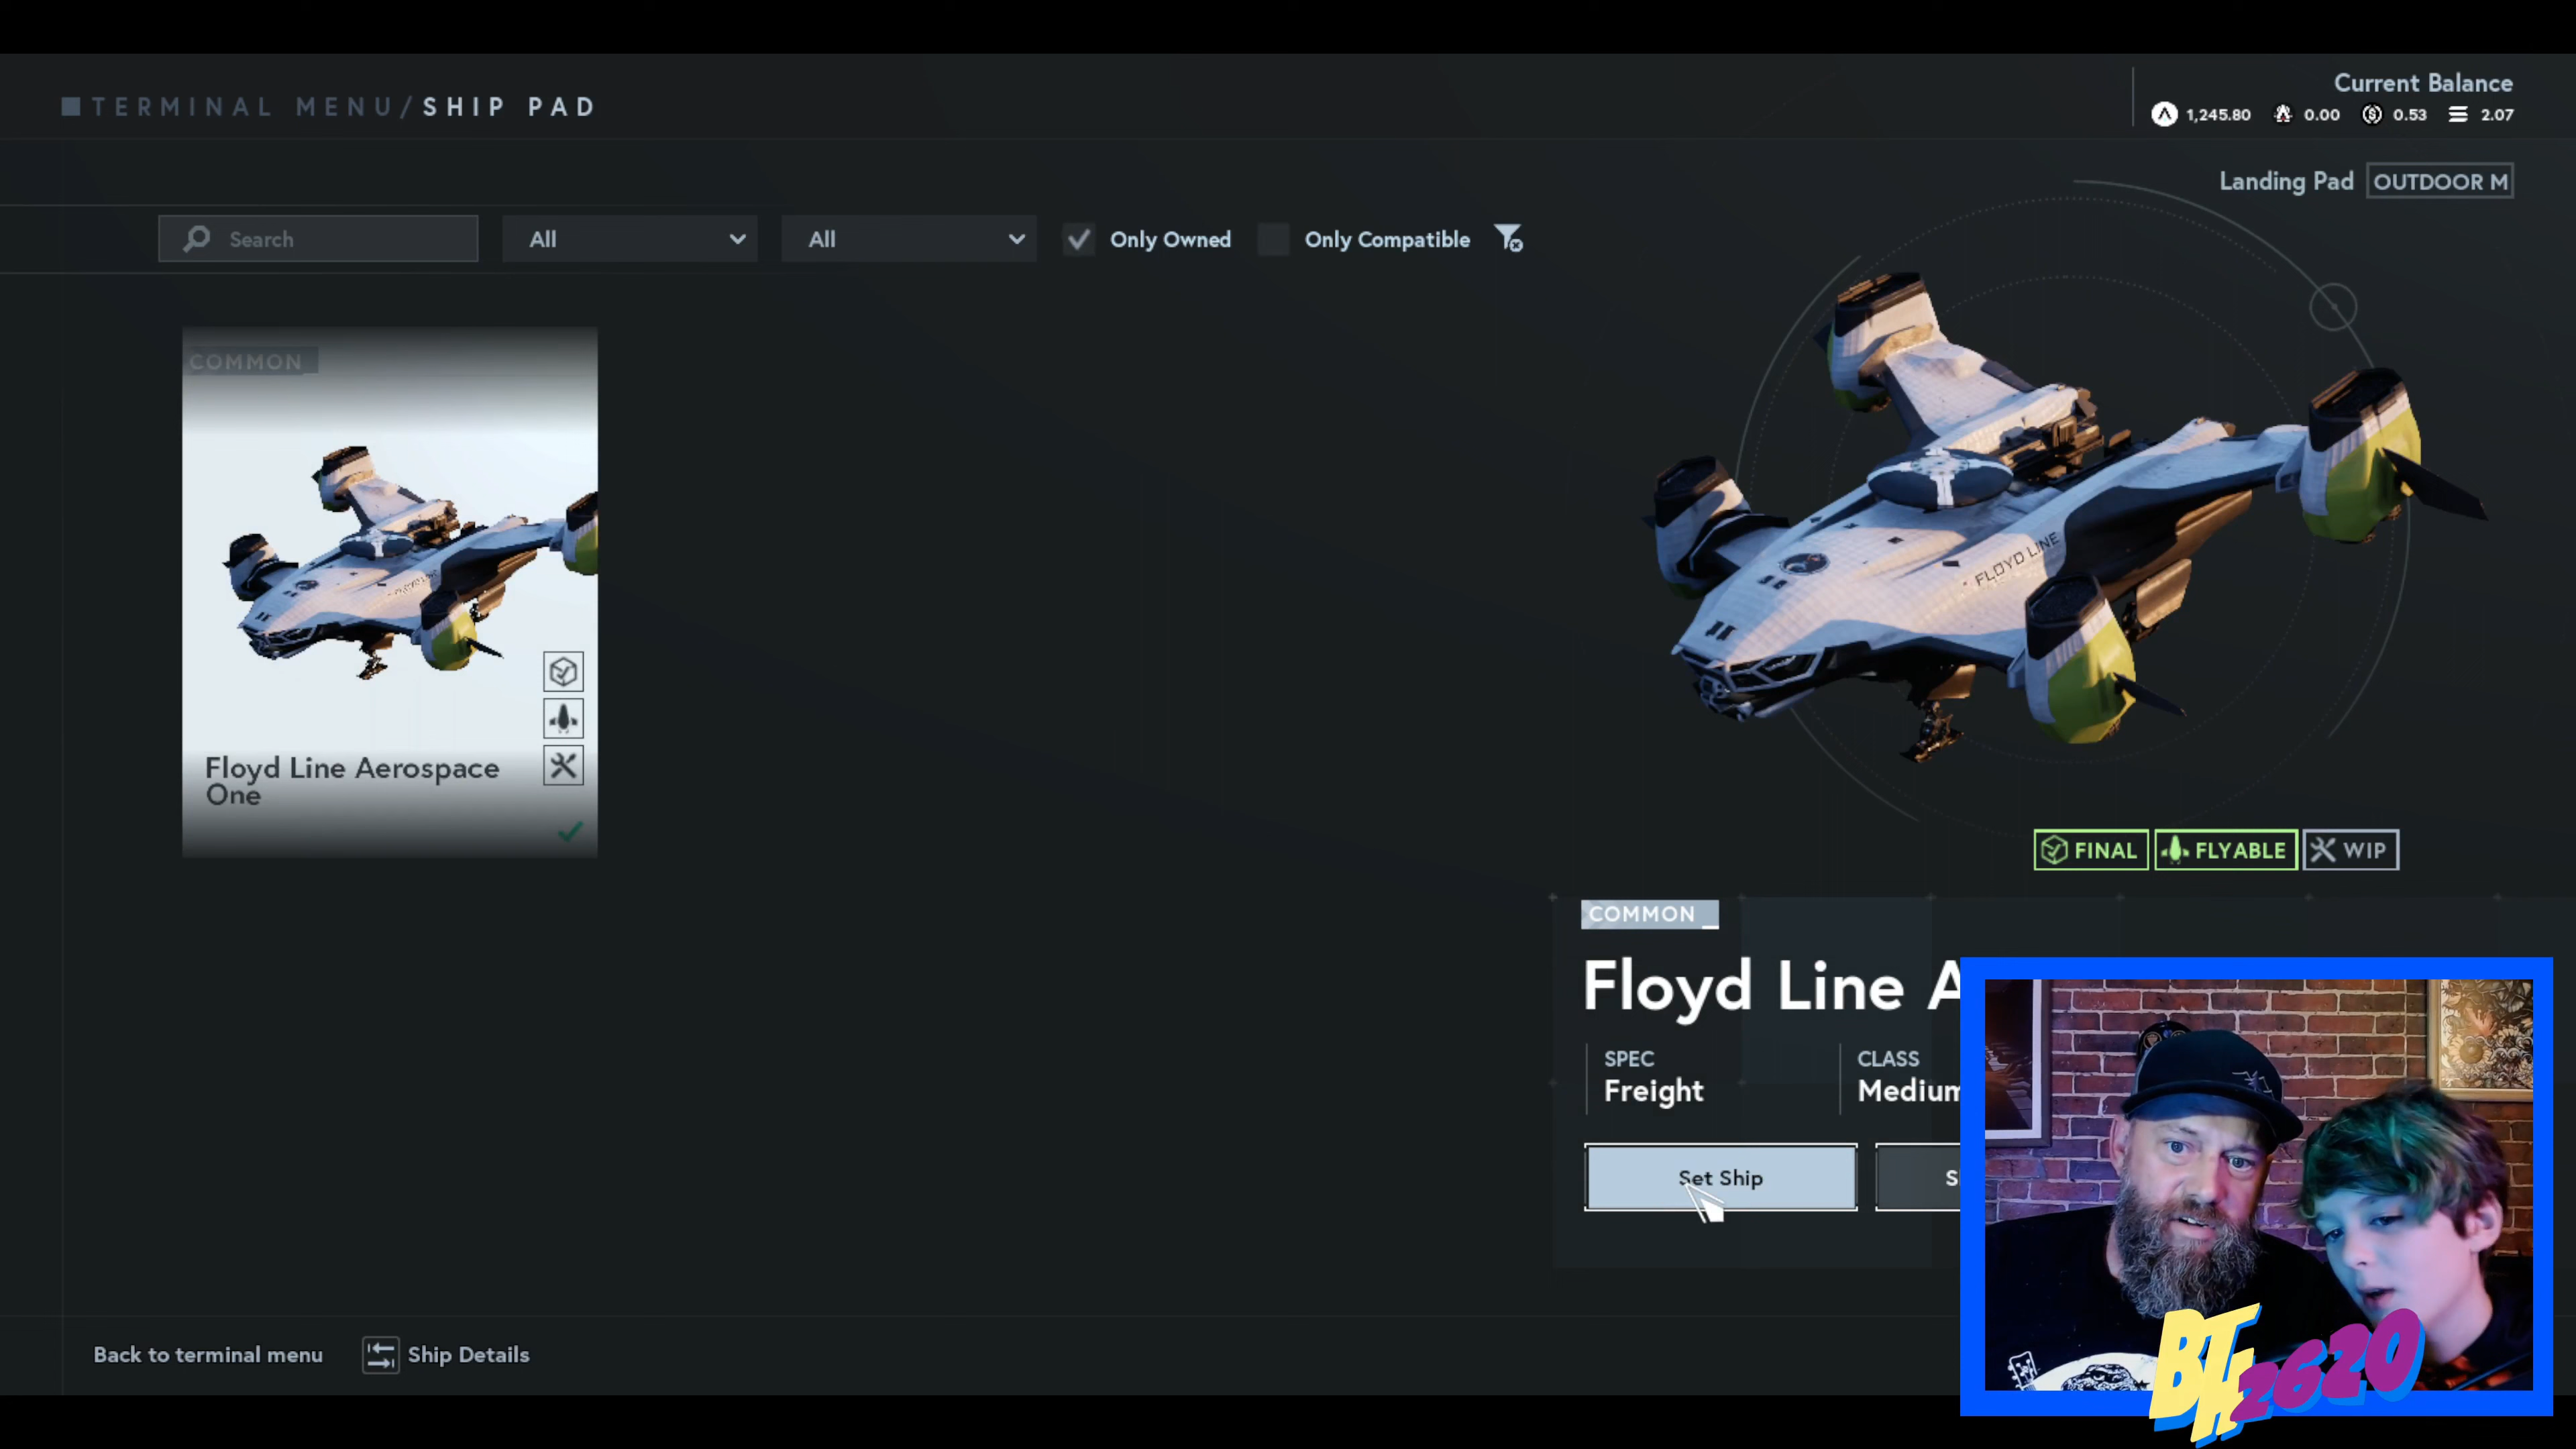 TERMINAL MENU/SHIP PAD
Current Balance
1,245.80 0.00 0.53 2.07
Landing Pad OUTDOOR M
Search All All Only Owned Only Compatible
COMMON
FLOYD LINE
Floyd Line Aerospace
One
FINAL FLYABLE WIP
COMMON
Floyd Line A
SPEC
Freight
CLASS
Medium
Set Ship S
Back to terminal menu Ship Details
BTH2620